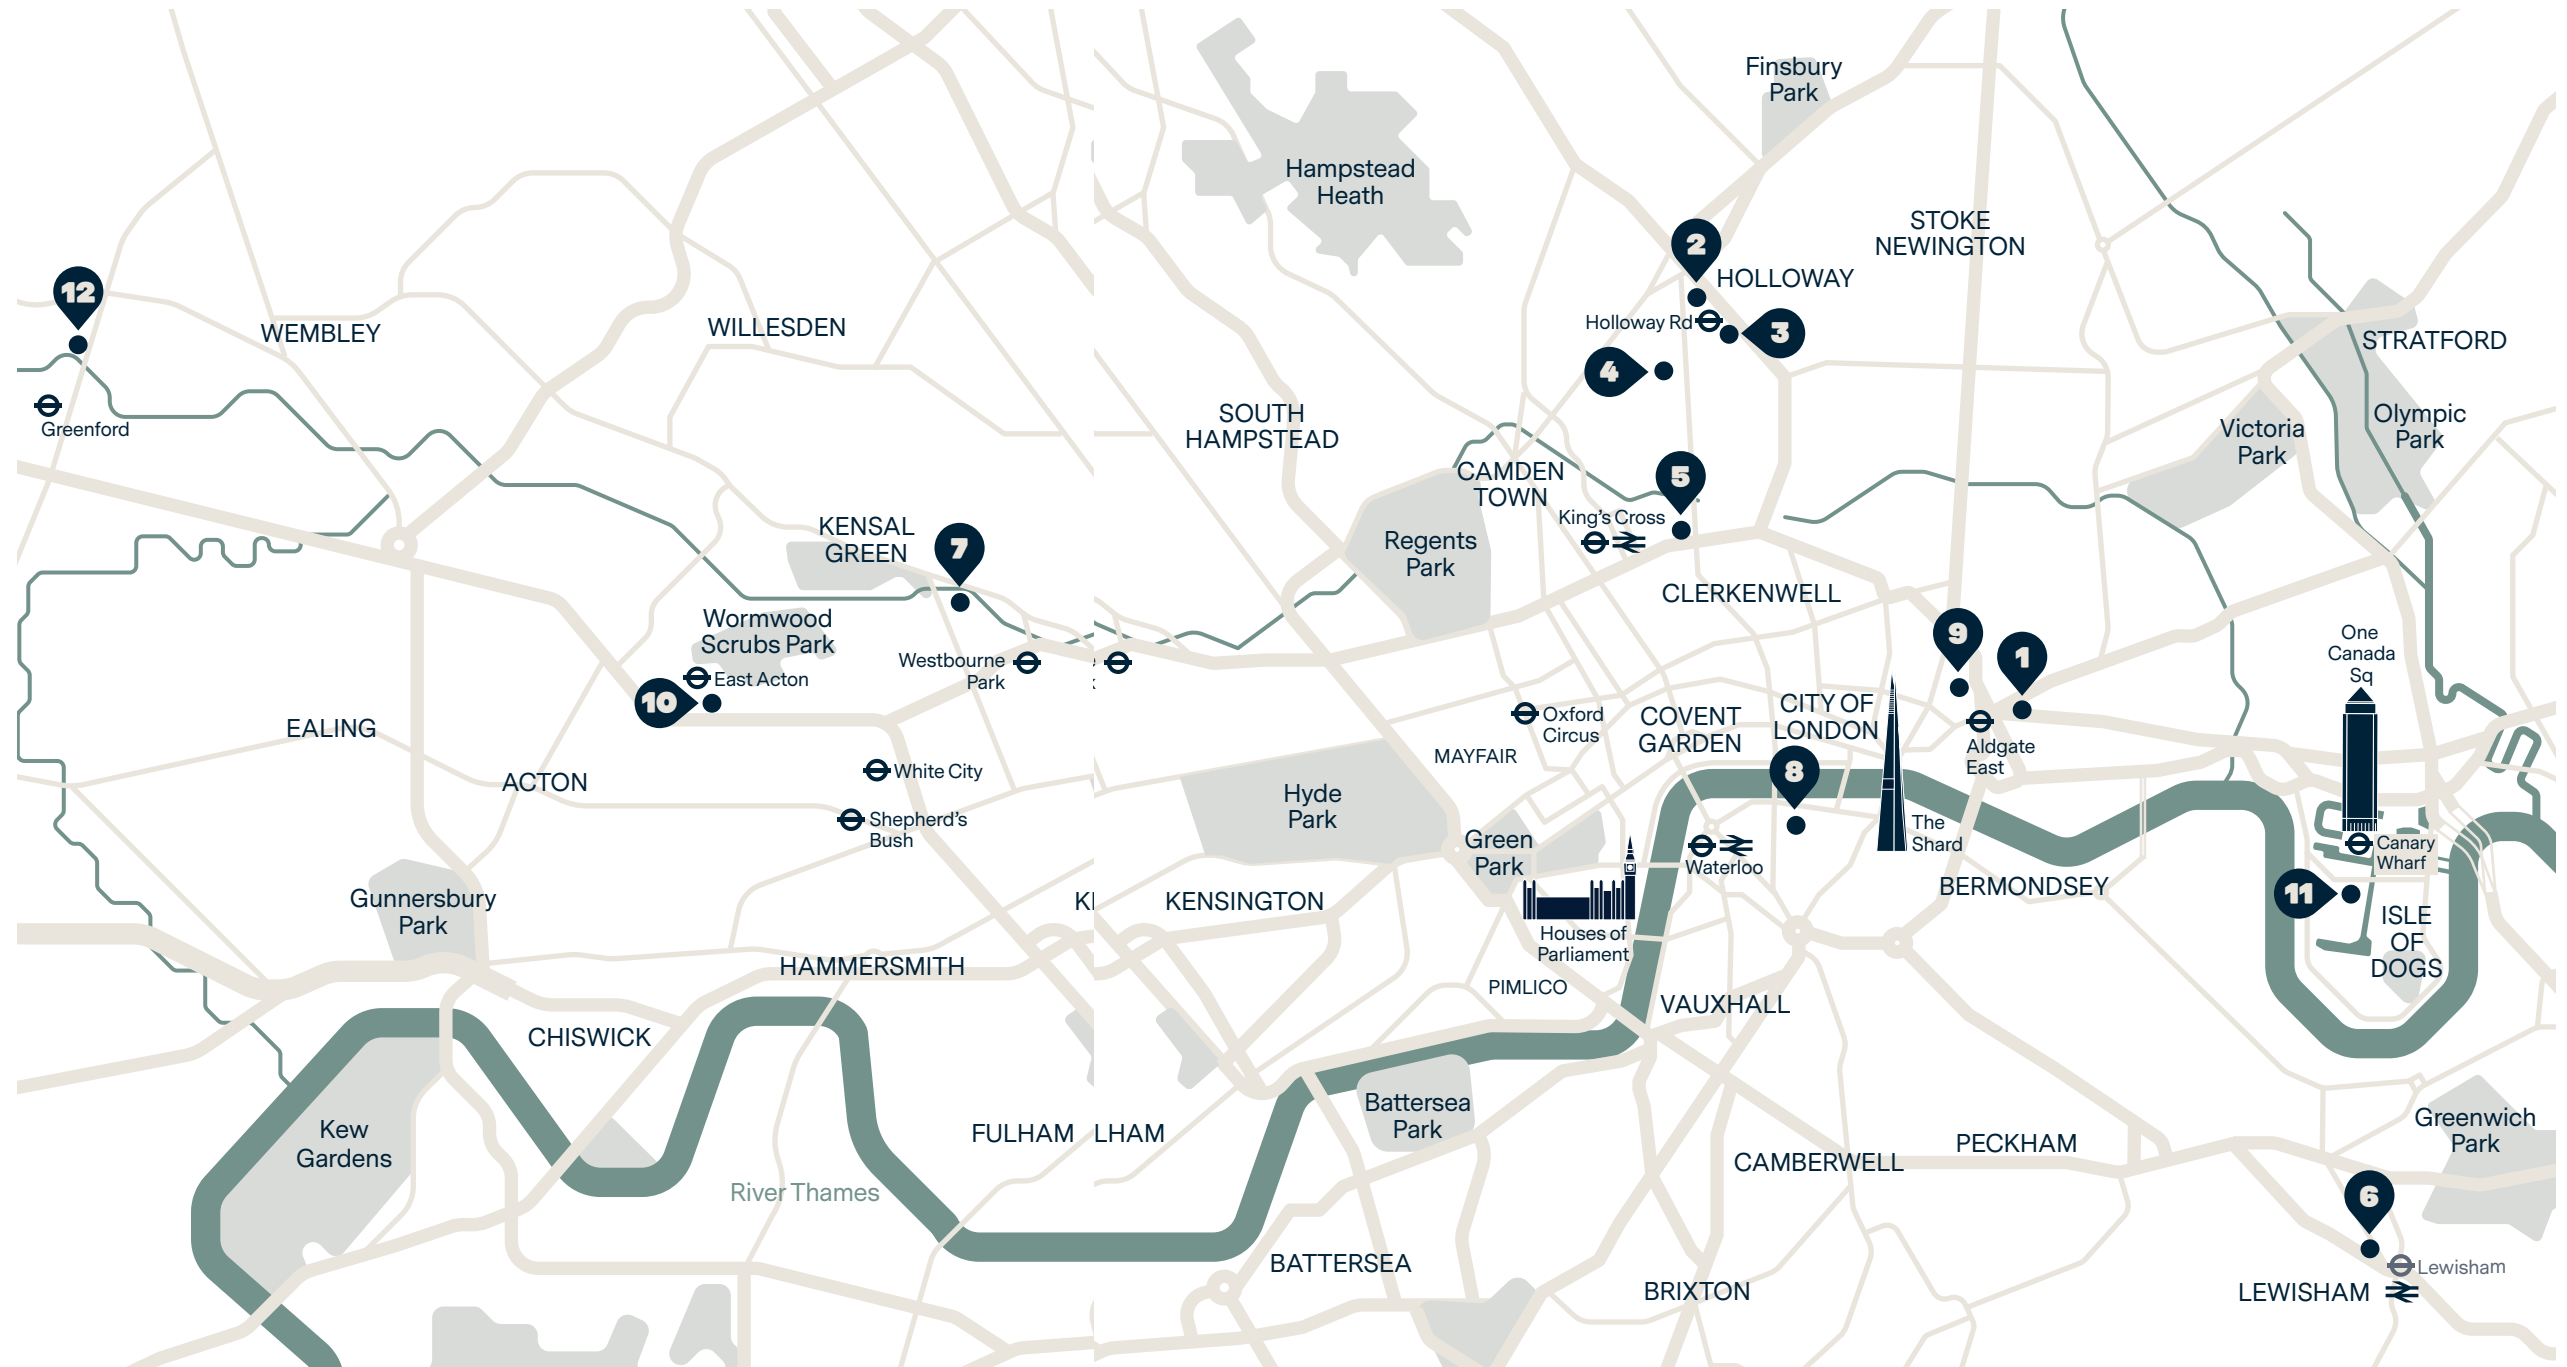 Finsbury
Park
Hampstead
Heath
STOKE
NEWINGTON
2
HOLLOWAY
12
Holloway Rd
3
WEMBLEY
WILLESDEN
STRATFORD
4
Greenford
SOUTH
HAMPSTEAD
Victoria
Park
Olympic
Park
CAMDEN
TOWN
5
King's Cross
KENSAL
GREEN
7
Regents
Park
CLERKENWELL
Wormwood
Scrubs Park
9
1
One
Canada
Sq
Westbourne
Park
East Acton
10
EALING
Oxford
Circus
COVENT
GARDEN
CITY OF
LONDON
MAYFAIR
Aldgate
East
ACTON
White City
8
Hyde
Park
Shepherd's
Bush
The
Shard
Green
Park
Waterloo
Canary
Wharf
BERMONDSEY
11
Gunnersbury
Park
KI
KENSINGTON
ISLE
OF
DOGS
Houses of
Parliament
HAMMERSMITH
PIMLICO
VAUXHALL
CHISWICK
Battersea
Park
Greenwich
Park
Kew
Gardens
FULHAM
LHAM
PECKHAM
CAMBERWELL
River Thames
6
BATTERSEA
BRIXTON
Lewisham
LEWISHAM